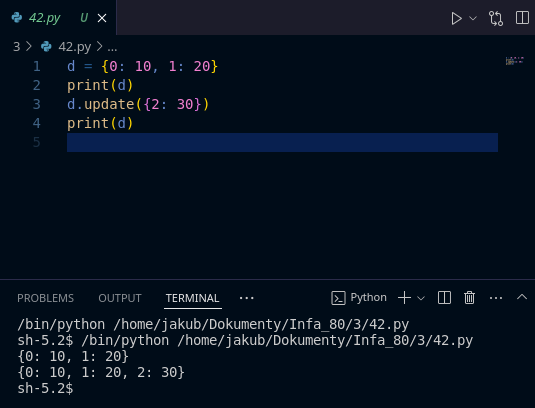 42.py U
3 > 42.py > ...
1 d = {0: 10, 1: 20}
2 print(d)
3 d.update({2: 30})
4 print(d)
5
PROBLEMS OUTPUT TERMINAL ... Python
/bin/python /home/jakub/Dokumenty/Infa_80/3/42.py
sh-5.2$ /bin/python /home/jakub/Dokumenty/Infa_80/3/42.py
{0: 10, 1: 20}
{0: 10, 1: 20, 2: 30}
sh-5.2$